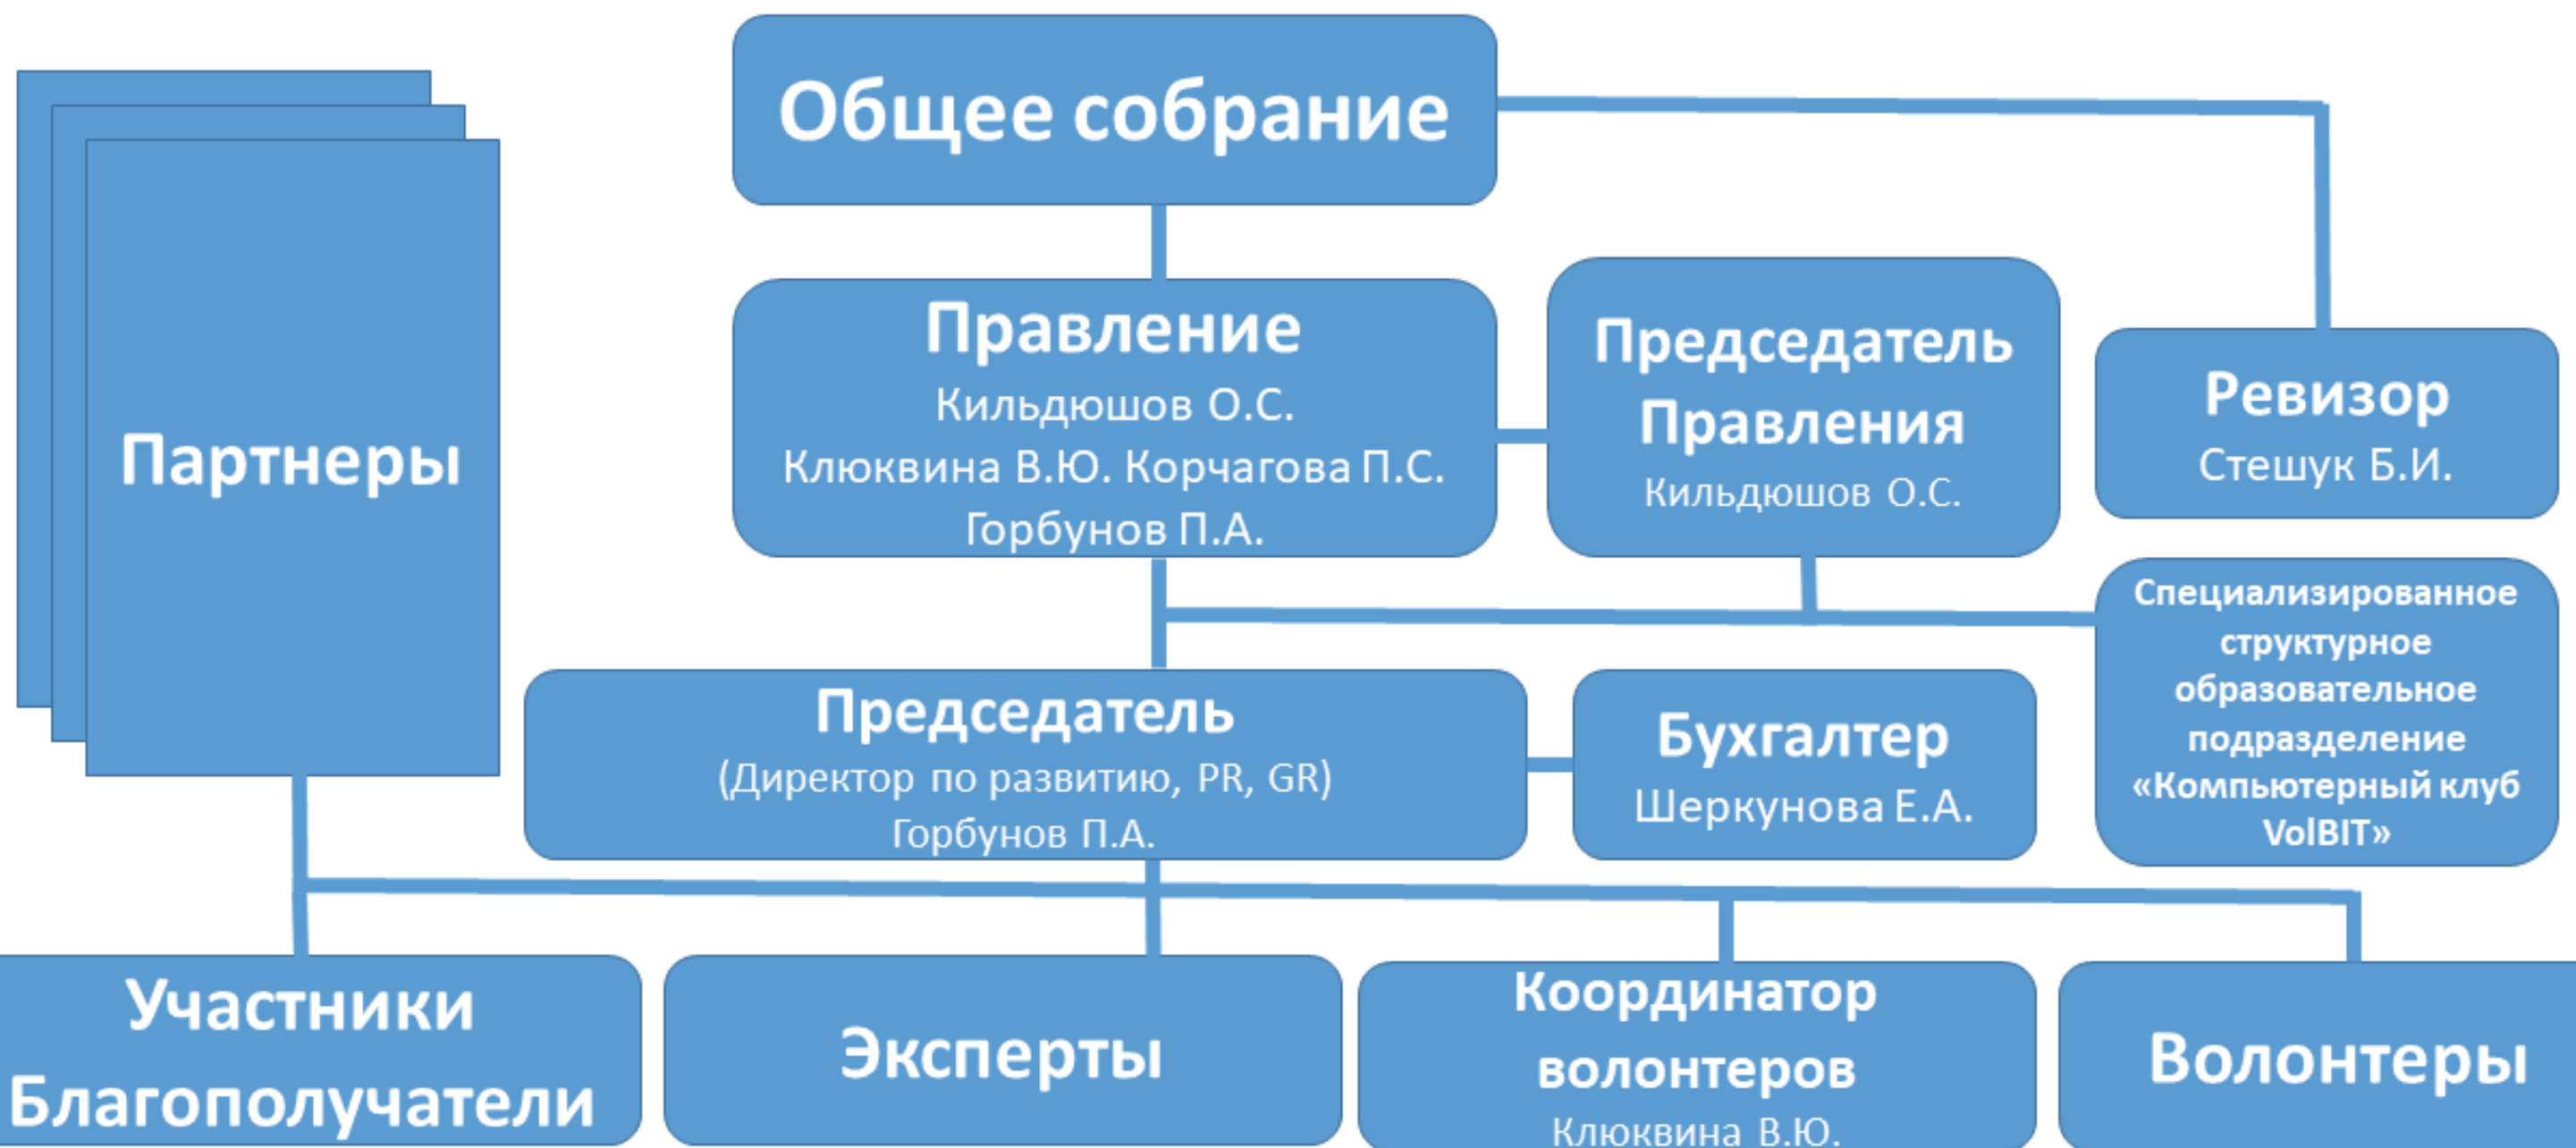 Общее собрание
Партнеры
Правление
Кильдюшов О.С.
Клюквина В.Ю. Корчагова П.С.
Горбунов П.А.
Председатель
Правления
Кильдюшов О.С.
Ревизор
Стешук Б.И.
Специализированное
структурное
образовательное
подразделение
«Компьютерный клуб
VolBIT»
Председатель
(Директор по развитию, PR, GR)
Горбунов П.А.
Бухгалтер
Шеркунова Е.А.
Участники
Благополучатели
Эксперты
Координатор
волонтеров
Клюквина В.Ю.
Волонтеры